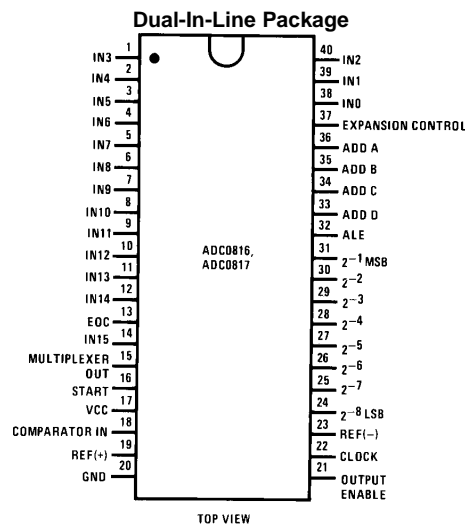 Dual-In-Line Package
1
IN3
2
IN4
3
IN5
4
IN6
5
IN7
6
IN8
7
IN9
8
IN10
9
IN11
10
IN12
11
IN13
12
IN14
13
EOC
14
IN15
MULTIPLEXER 15
OUT
16
START
17
VCC
18
COMPARATOR IN
19
REF(+)
20
GND
ADC0816,
ADC0817
40
IN2
39
IN1
38
IN0
37
EXPANSION CONTROL
36
ADD A
35
ADD B
34
ADD C
33
ADD D
32
ALE
31
2⁻¹ MSB
30
2⁻²
29
2⁻³
28
2⁻⁴
27
2⁻⁵
26
2⁻⁶
25
2⁻⁷
24
2⁻⁸ LSB
23
REF(−)
22
CLOCK
21
OUTPUT
ENABLE
TOP VIEW